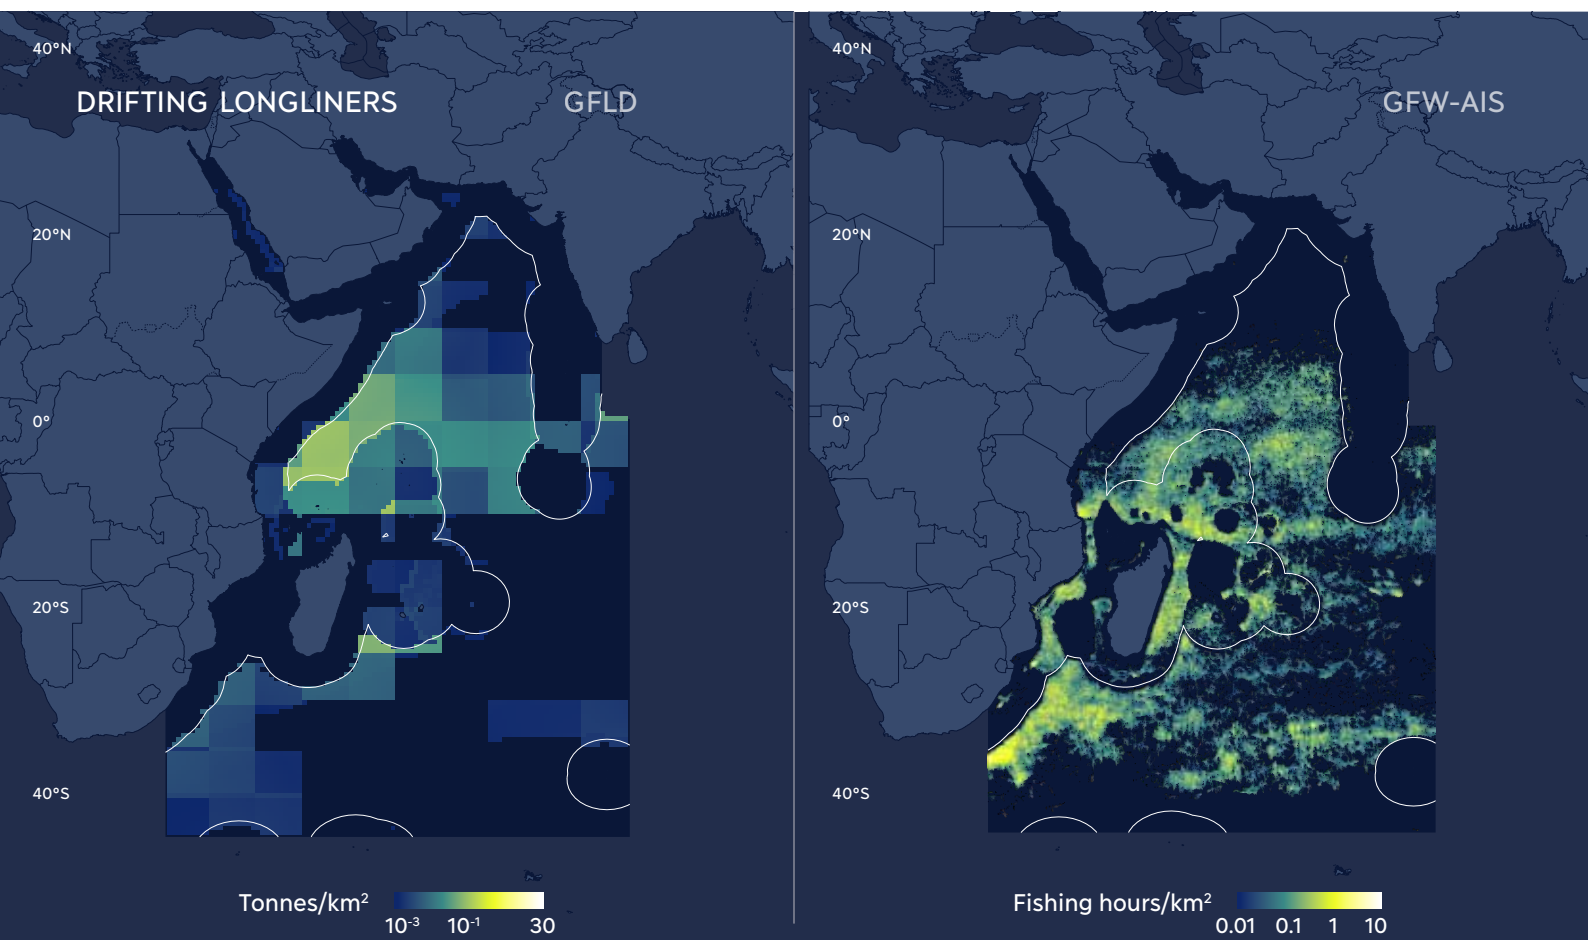 DRIFTING LONGLINERS
GFLD
40°N
20°N
0°
20°S
40°S
Tonnes/km²
10⁻³ 10⁻¹ 30
GFW-AIS
40°N
20°N
0°
20°S
40°S
Fishing hours/km²
0.01 0.1 1 10